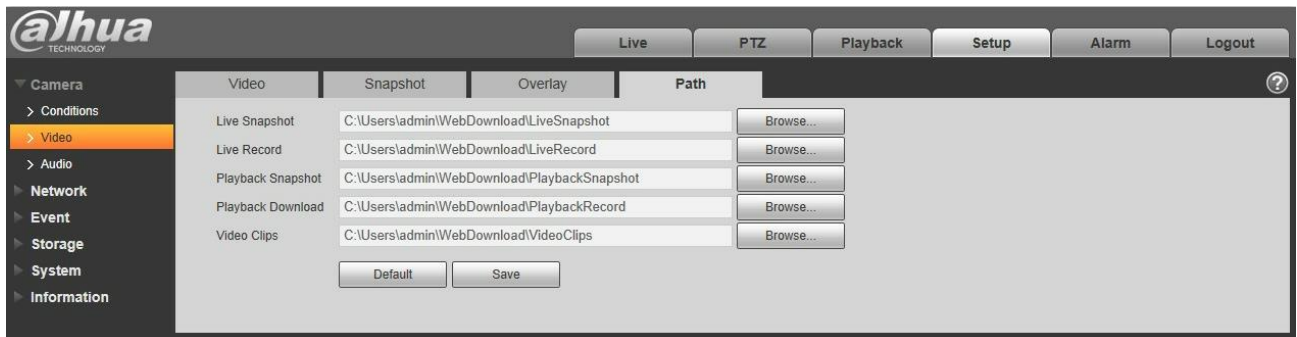 alhua
TECHNOLOGY
Live PTZ Playback Setup Alarm Logout
Camera
> Conditions
> Video
> Audio
Network
Event
Storage
System
Information
Video Snapshot Overlay Path ?
Live Snapshot C:\Users\admin\WebDownload\LiveSnapshot Browse...
Live Record C:\Users\admin\WebDownload\LiveRecord Browse...
Playback Snapshot C:\Users\admin\WebDownload\PlaybackSnapshot Browse...
Playback Download C:\Users\admin\WebDownload\PlaybackRecord Browse...
Video Clips C:\Users\admin\WebDownload\VideoClips Browse...
Default Save